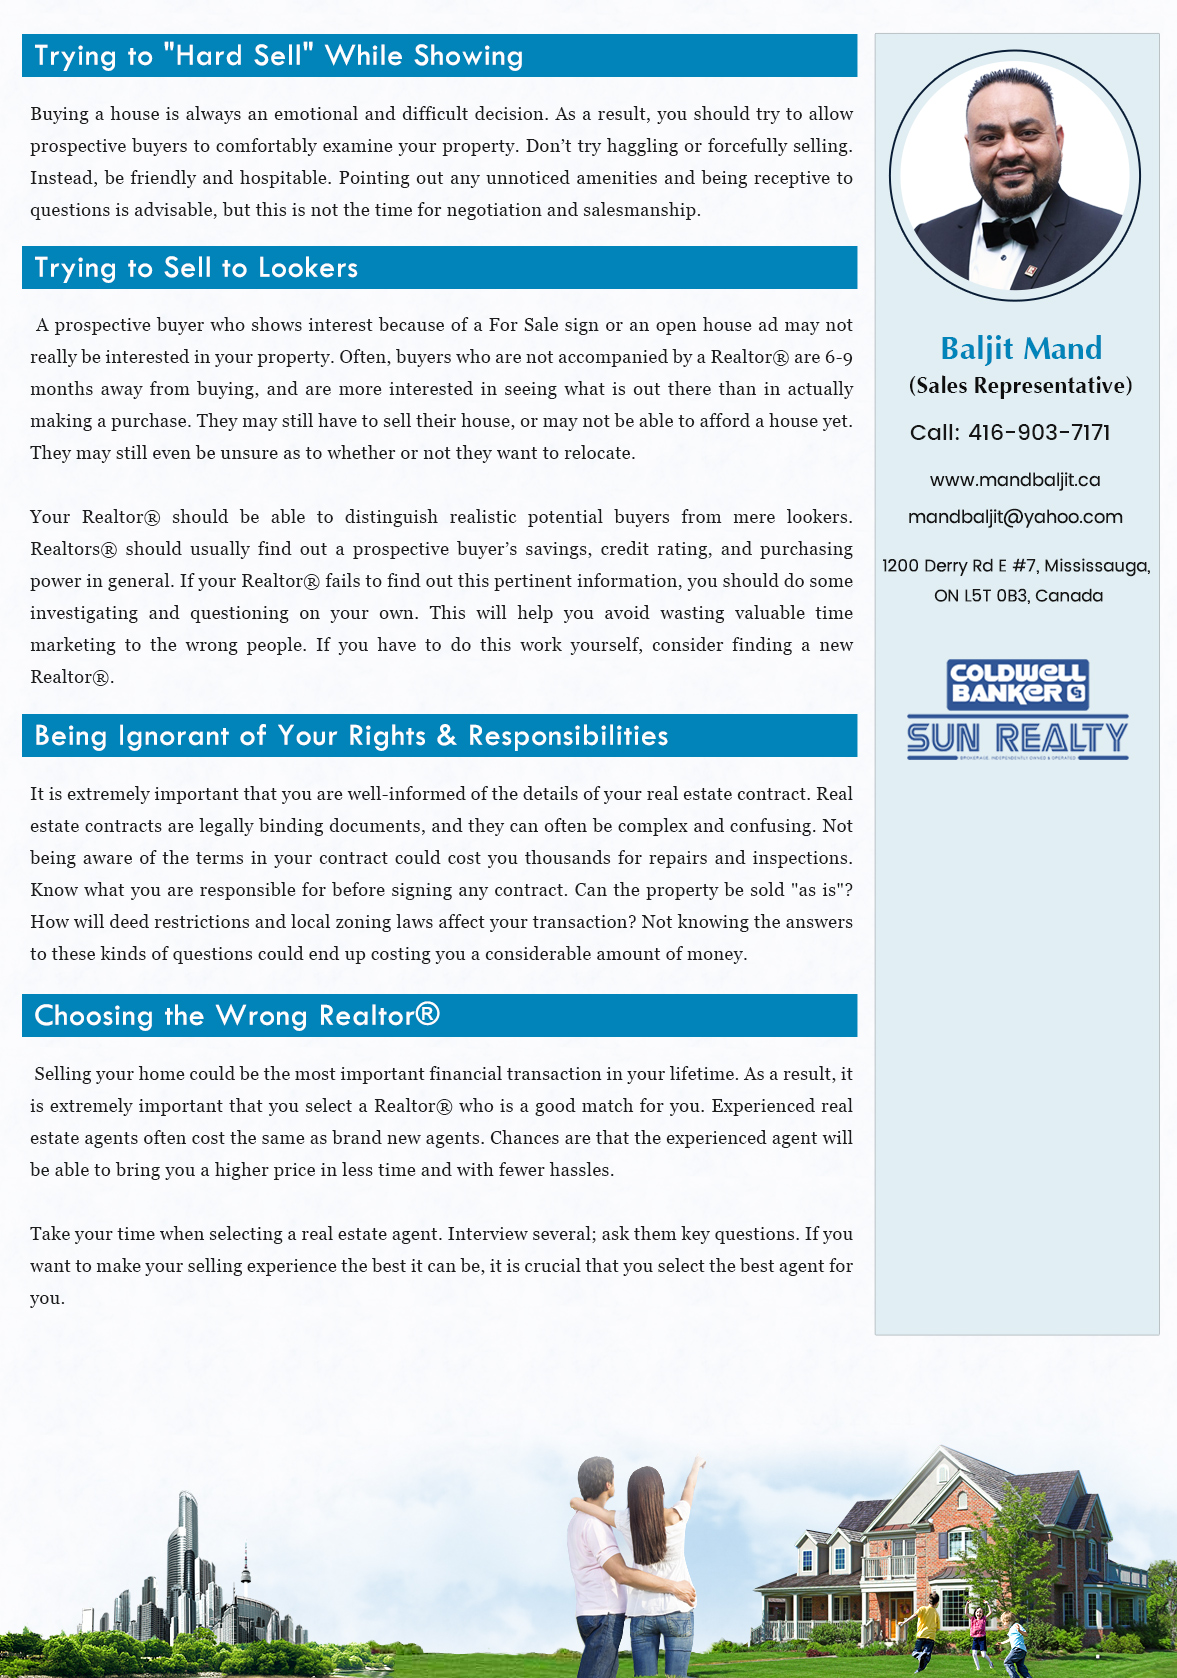 Trying to "Hard Sell" While Showing
Buying a house is always an emotional and difficult decision. As a result, you should try to allow
prospective buyers to comfortably examine your property. Don’t try haggling or forcefully selling.
Instead, be friendly and hospitable. Pointing out any unnoticed amenities and being receptive to
questions is advisable, but this is not the time for negotiation and salesmanship.
Trying to Sell to Lookers
A prospective buyer who shows interest because of a For Sale sign or an open house ad may not
really be interested in your property. Often, buyers who are not accompanied by a Realtor® are 6-9
months away from buying, and are more interested in seeing what is out there than in actually
making a purchase. They may still have to sell their house, or may not be able to afford a house yet.
They may still even be unsure as to whether or not they want to relocate.
Your Realtor® should be able to distinguish realistic potential buyers from mere lookers.
Realtors® should usually find out a prospective buyer’s savings, credit rating, and purchasing
power in general. If your Realtor® fails to find out this pertinent information, you should do some
investigating and questioning on your own. This will help you avoid wasting valuable time
marketing to the wrong people. If you have to do this work yourself, consider finding a new
Realtor®.
Being Ignorant of Your Rights & Responsibilities
It is extremely important that you are well-informed of the details of your real estate contract. Real
estate contracts are legally binding documents, and they can often be complex and confusing. Not
being aware of the terms in your contract could cost you thousands for repairs and inspections.
Know what you are responsible for before signing any contract. Can the property be sold "as is"?
How will deed restrictions and local zoning laws affect your transaction? Not knowing the answers
to these kinds of questions could end up costing you a considerable amount of money.
Choosing the Wrong Realtor®
Selling your home could be the most important financial transaction in your lifetime. As a result, it
is extremely important that you select a Realtor® who is a good match for you. Experienced real
estate agents often cost the same as brand new agents. Chances are that the experienced agent will
be able to bring you a higher price in less time and with fewer hassles.
Take your time when selecting a real estate agent. Interview several; ask them key questions. If you
want to make your selling experience the best it can be, it is crucial that you select the best agent for
you.
Baljit Mand
(Sales Representative)
Call: 416-903-7171
www.mandbaljit.ca
mandbaljit@yahoo.com
1200 Derry Rd E #7, Mississauga,
ON L5T 0B3, Canada
COLDWELL
BANKER CB
SUN REALTY
BROKERAGE, INDEPENDENTLY OWNED & OPERATED